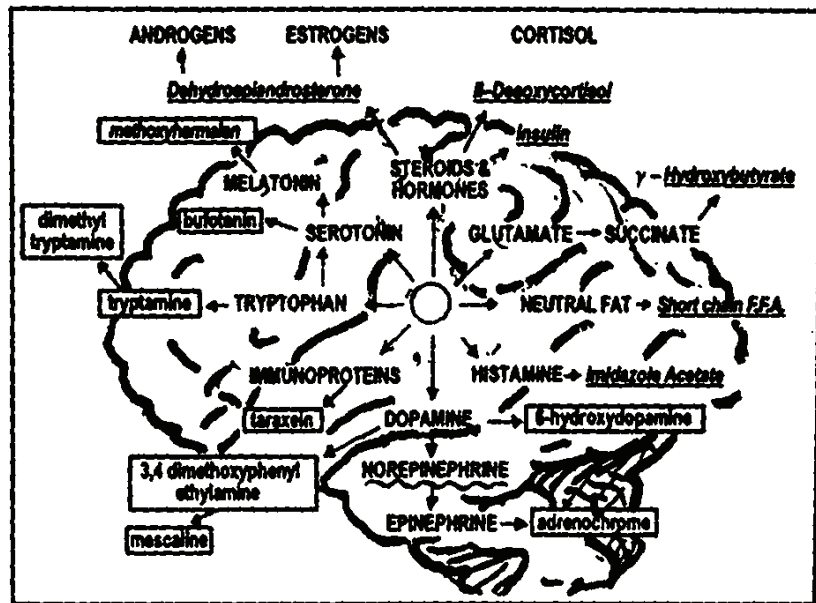 ANDROGENS
ESTROGENS
CORTISOL
Dehydroepiandrosterone
II-Desoxycortisol
methoxyharmalan
Insulin
MELATONIN
STEROIDS &
HORMONES
γ - Hydroxybutyrate
dimethyl
tryptamine
bufotenin
SEROTONIN
GLUTAMATE
SUCCINATE
tryptamine
TRYPTOPHAN
NEUTRAL FAT
Short chain F.F.A.
IMMUNOPROTEINS
HISTAMINE
Imidazole Acetate
taraxein
DOPAMINE
6-hydroxydopamine
3,4 dimethoxyphenyl
ethylamine
NOREPINEPHRINE
EPINEPHRINE
adrenochrome
mescaline